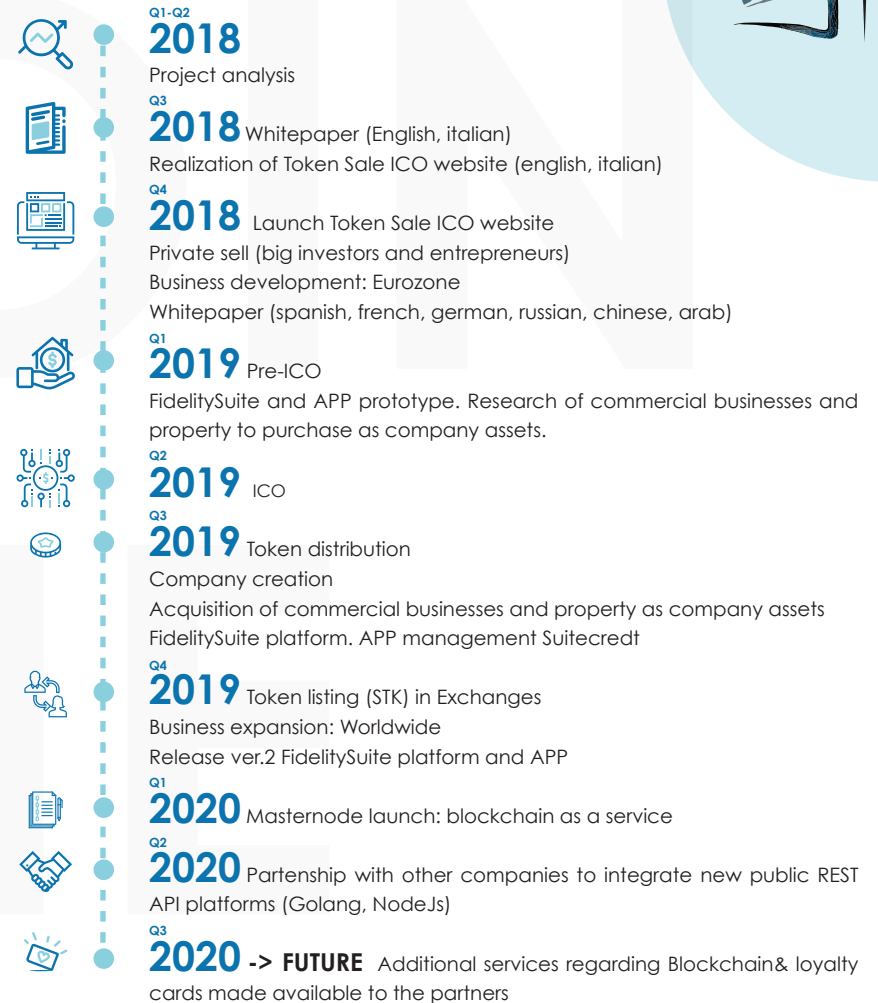 Q1-Q2
2018
Project analysis
Q3
2018 Whitepaper (English, italian)
Realization of Token Sale ICO website (english, italian)
Q4
2018 Launch Token Sale ICO website
Private sell (big investors and entrepreneurs)
Business development: Eurozone
Whitepaper (spanish, french, german, russian, chinese, arab)
Q1
2019 Pre-ICO
FidelitySuite and APP prototype. Research of commercial businesses and
property to purchase as company assets.
Q2
2019 ICO
Q3
2019 Token distribution
Company creation
Acquisition of commercial businesses and property as company assets
FidelitySuite platform. APP management Suitecredt
Q4
2019 Token listing (STK) in Exchanges
Business expansion: Worldwide
Release ver.2 FidelitySuite platform and APP
Q1
2020 Masternode launch: blockchain as a service
Q2
2020 Partenship with other companies to integrate new public REST
API platforms (Golang, NodeJs)
Q3
2020 -> FUTURE Additional services regarding Blockchain& loyalty
cards made available to the partners